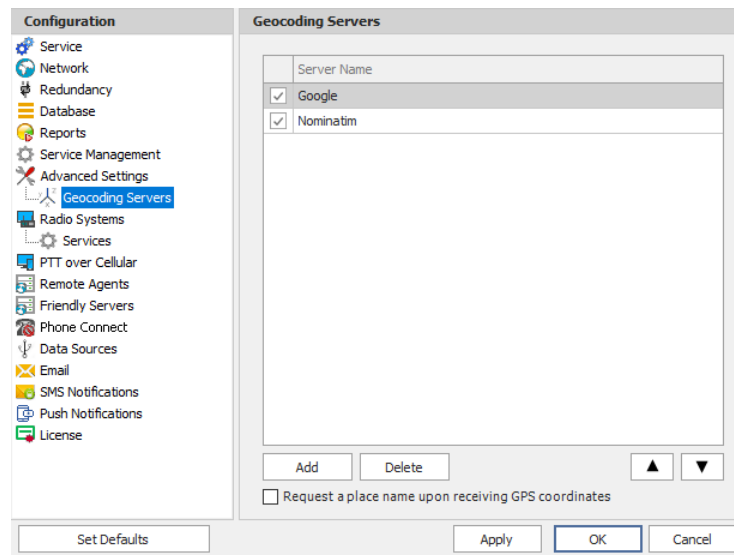 Configuration
Service
Network
Redundancy
Database
Reports
Service Management
Advanced Settings
Geocoding Servers
Radio Systems
Services
PTT over Cellular
Remote Agents
Friendly Servers
Phone Connect
Data Sources
Email
SMS Notifications
Push Notifications
License
Geocoding Servers
Server Name
Google
Nominatim
Add Delete
Request a place name upon receiving GPS coordinates
Set Defaults Apply OK Cancel